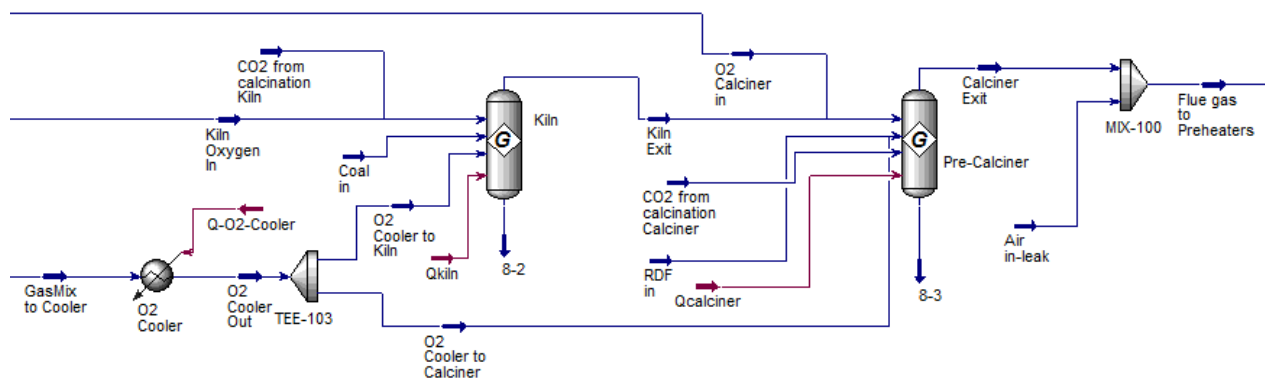 CO2 from
calcination
Kiln
O2
Calciner
in
Calciner
Exit
Flue gas
to
Preheaters
MIX-100
Kiln
Oxygen
In
Kiln
G
Kiln
Exit
G
Pre-Calciner
Coal
in
CO2 from
calcination
Calciner
Air
in-leak
Q-O2-Cooler
O2
Cooler to
Kiln
Qkiln
8-2
RDF
in
Qcalciner
8-3
GasMix
to Cooler
O2
Cooler
O2
Cooler
Out
TEE-103
O2
Cooler to
Calciner